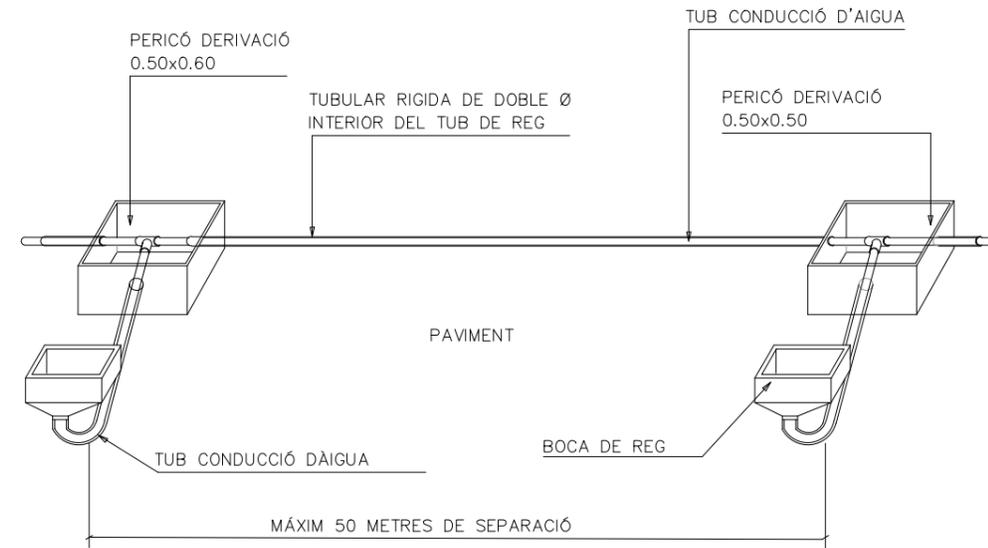 TUB CONDUCCIÓ D'AIGUA
PERICÓ DERIVACIÓ
0.50x0.60
TUBULAR RIGIDA DE DOBLE Ø
INTERIOR DEL TUB DE REG
PERICÓ DERIVACIÓ
0.50x0.50
PAVIMENT
BOCA DE REG
TUB CONDUCCIÓ DÀIGUA
MÁXIM 50 METRES DE SEPARACIÓ